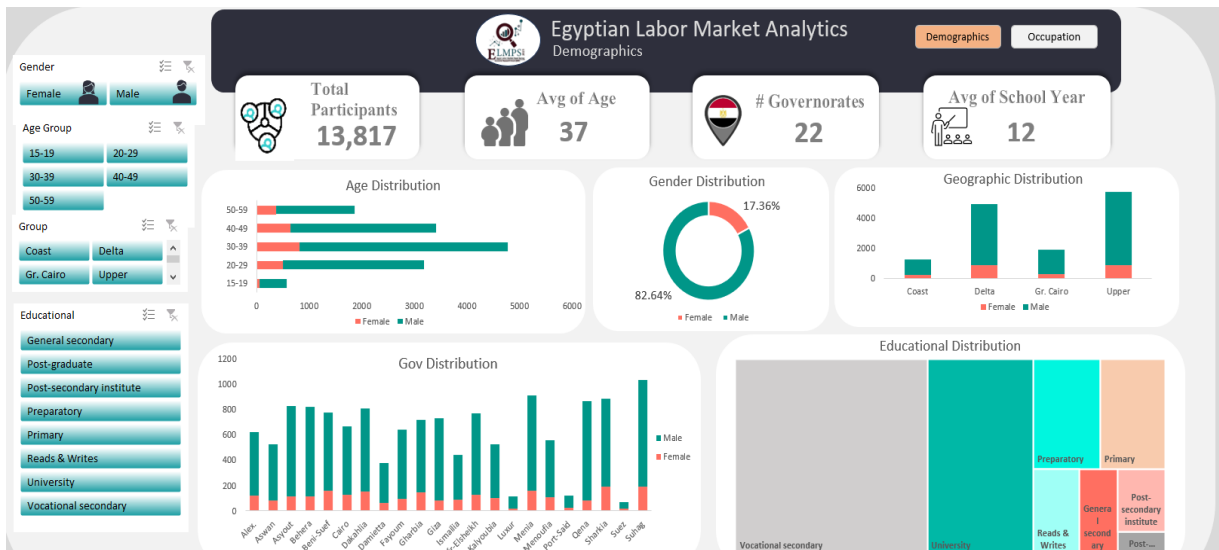 Egyptian Labor Market Analytics
Demographics
ELMPS
Demographics
Occupation
Gender
Female
Male
Age Group
15-19
20-29
30-39
40-49
50-59
Group
Coast
Delta
Gr. Cairo
Upper
Educational
General secondary
Post-graduate
Post-secondary institute
Preparatory
Primary
Reads & Writes
University
Vocational secondary
Total
Participants
13,817
Avg of Age
37
# Governorates
22
Avg of School Year
12
Age Distribution
50-59
40-49
30-39
20-29
15-19
0
1000
2000
3000
4000
5000
6000
Female
Male
Gender Distribution
17.36%
82.64%
Female
Male
Geographic Distribution
6000
4000
2000
0
Coast
Delta
Gr. Cairo
Upper
Female
Male
Gov Distribution
1200
1000
800
600
400
200
0
Alex.
Aswan
Asyout
Behera
Beni-Suef
Cairo
Dakahlia
Damietta
Fayoum
Gharbia
Giza
Ismailia
Kalyoubia
Luxur
Menia
Menoufia
Port-Said
Qena
Sharkia
Suez
Suhag
Male
Female
Educational Distribution
Vocational secondary
University
Preparatory
Primary
Reads &
Writes
Genera
l
second
ary
Post-
secondary
institute
Post-...